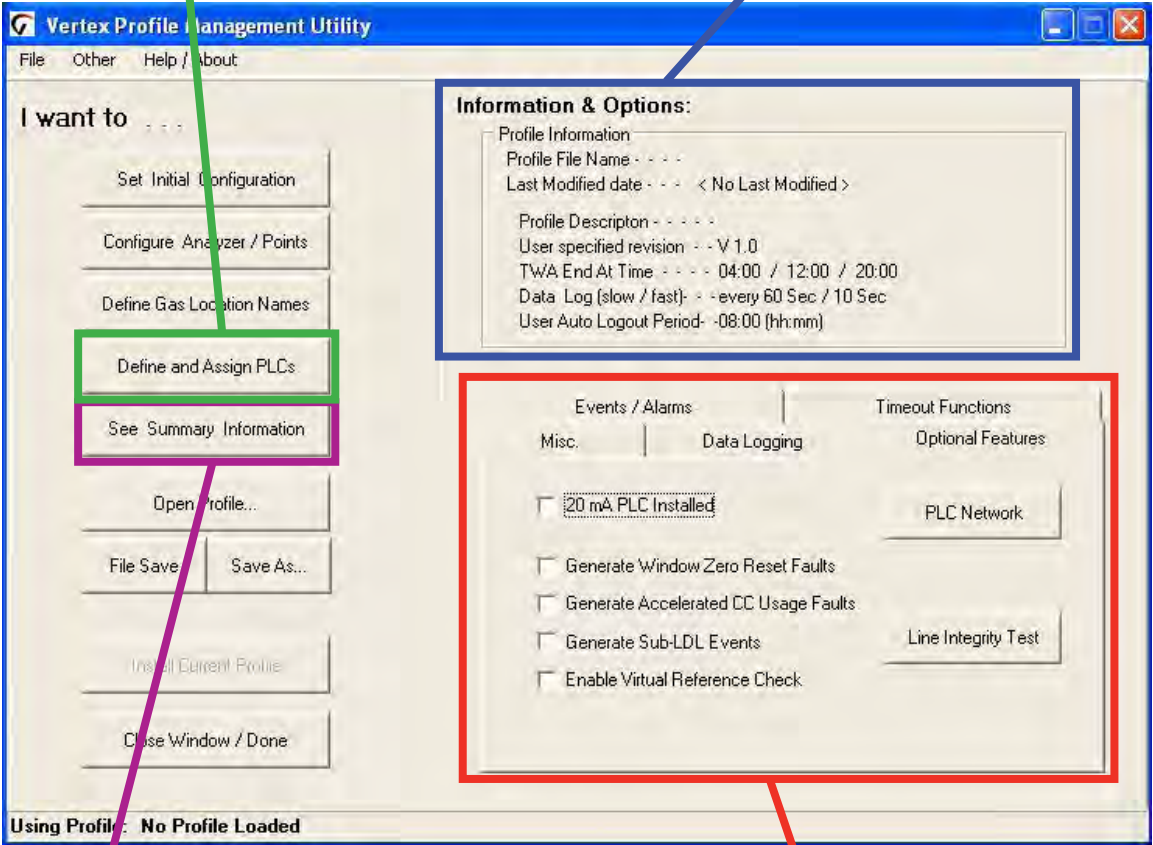 Vertex Profile Management Utility
File Other Help / About
I want to . . .
Set Initial Configuration
Configure Analyzer / Points
Define Gas Location Names
Define and Assign PLCs
See Summary Information
Open Profile...
File Save
Save As...
Install Current Profile
Close Window / Done
Information & Options:
Profile Information
Profile File Name - - - -
Last Modified date - - - < No Last Modified >
Profile Descripton - - - - -
User specified revision - - V 1.0
TWA End At Time - - - - 04:00 / 12:00 / 20:00
Data Log (slow / fast)- - -every 60 Sec / 10 Sec
User Auto Logout Period- -08:00 (hh:mm)
Events / Alarms
Timeout Functions
Misc.
Data Logging
Optional Features
20 mA PLC Installed
PLC Network
Generate Window Zero Reset Faults
Generate Accelerated CC Usage Faults
Generate Sub-LDL Events
Line Integrity Test
Enable Virtual Reference Check
Using Profile: No Profile Loaded